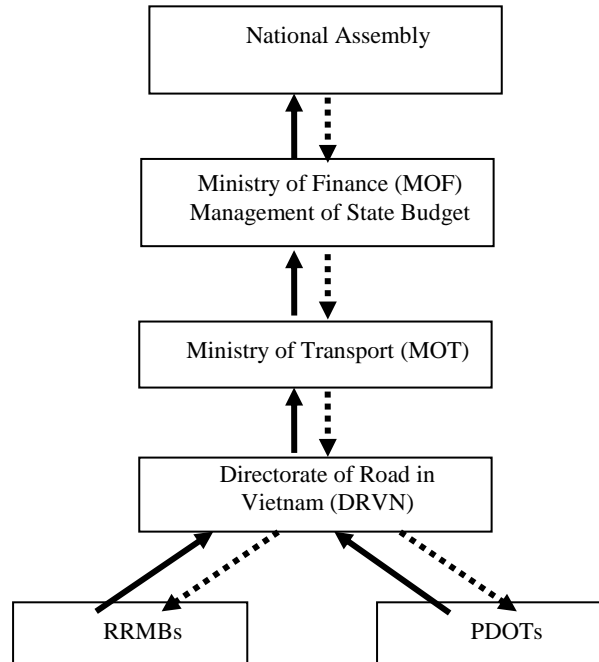 National Assembly
Ministry of Finance (MOF)
Management of State Budget
Ministry of Transport (MOT)
Directorate of Road in
Vietnam (DRVN)
RRMBs
PDOTs